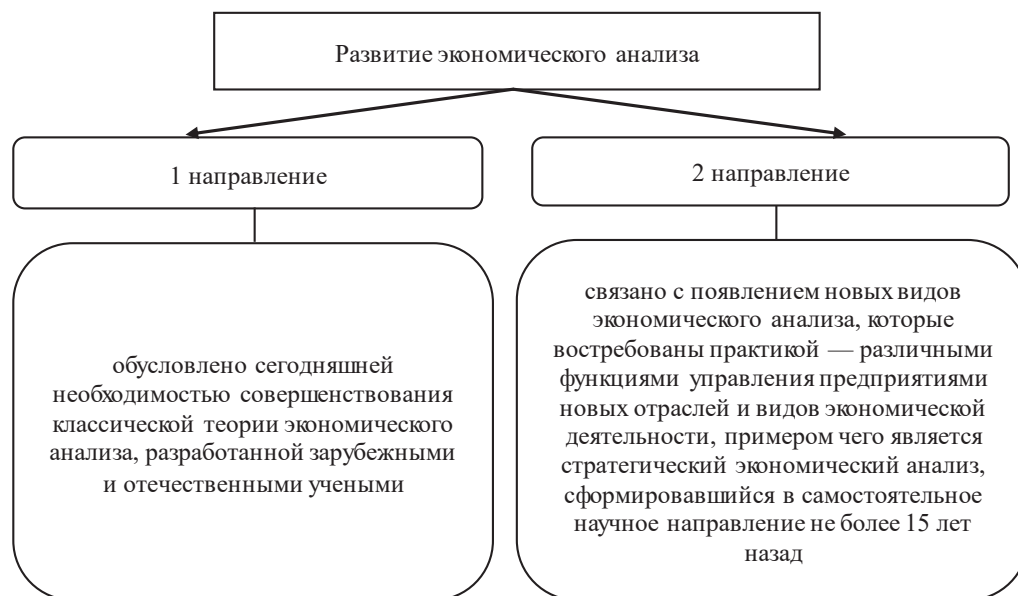 Развитие экономического анализа
1 направление
2 направление
обусловлено сегодняшней
необходимостью совершенствования
классической теории экономического
анализа, разработанной зарубежными
и отечественными учеными
связано с появлением новых видов
экономического анализа, которые
востребованы практикой — различными
функциями управления предприятиями
новых отраслей и видов экономической
деятельности, примером чего является
стратегический экономический анализ,
сформировавшийся в самостоятельное
научное направление не более 15 лет
назад